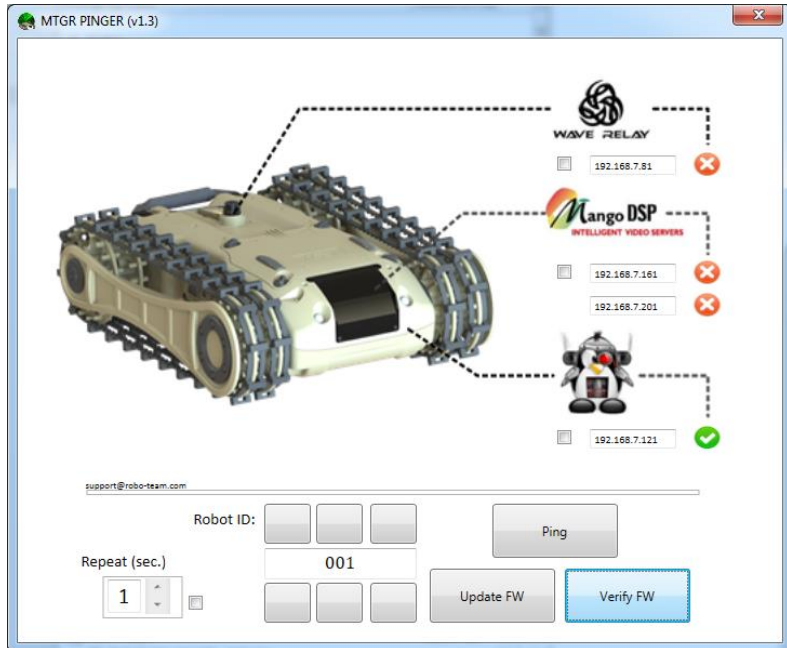 MTGR PINGER (v1.3)
WAVE RELAY
192.168.7.81
Mango DSP
INTELLIGENT VIDEO SERVERS
192.168.7.161
192.168.7.201
192.168.7.121
support@robo-team.com
Robot ID:
Ping
Repeat (sec.)
001
1
Update FW
Verify FW